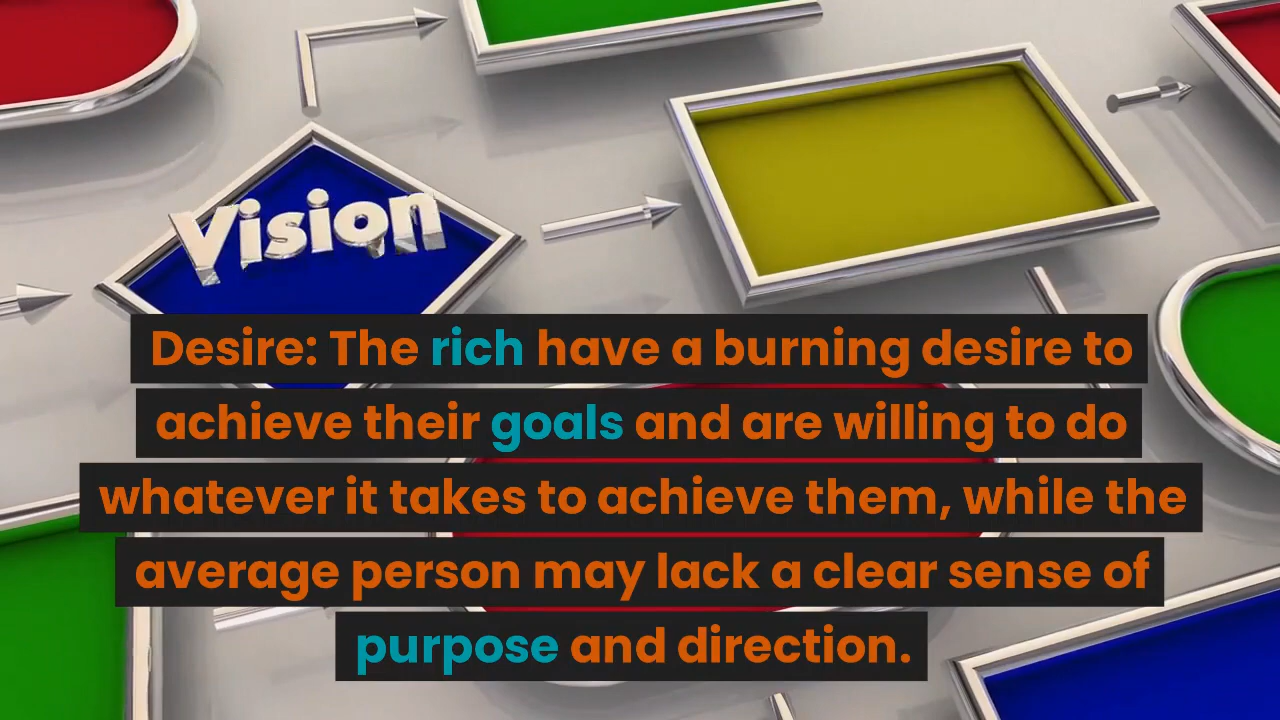 Vision
Desire: The rich have a burning desire to
achieve their goals and are willing to do
whatever it takes to achieve them, while the
average person may lack a clear sense of
purpose and direction.